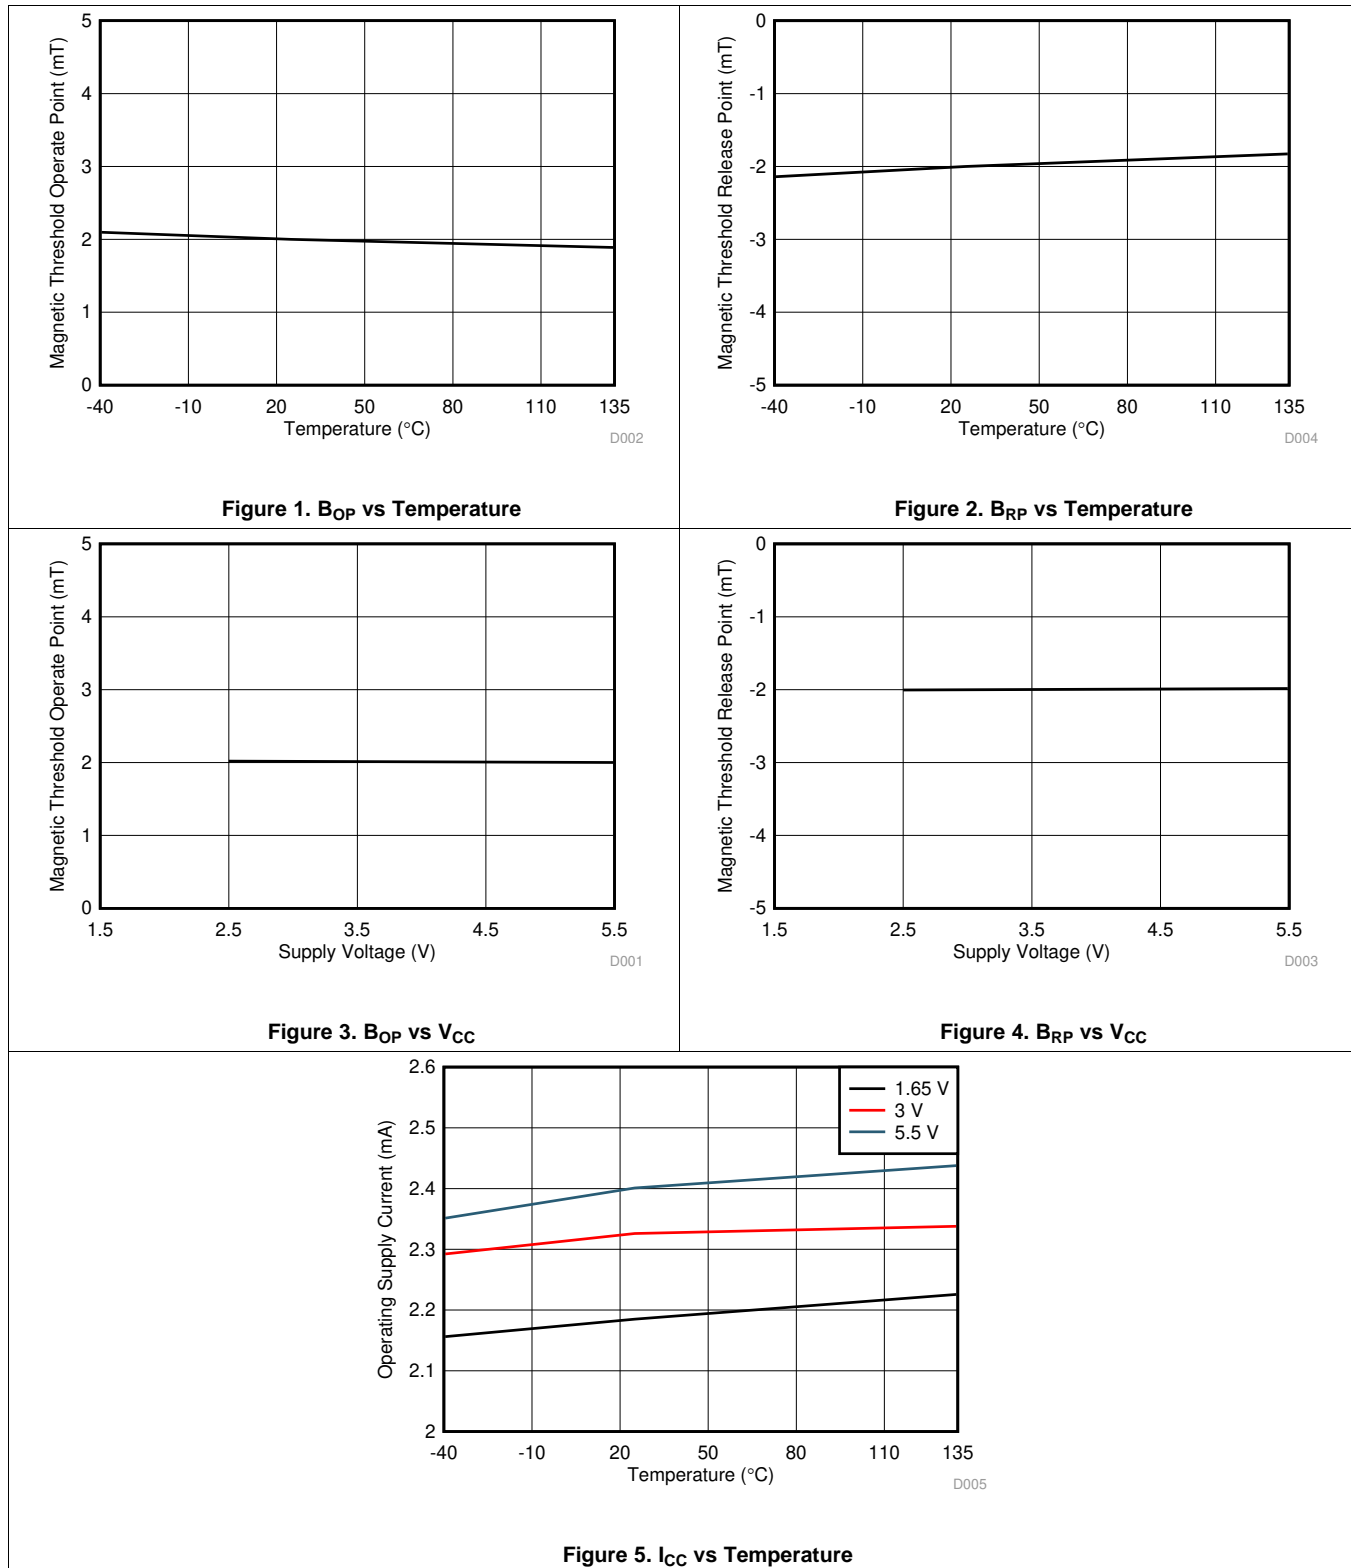 Magnetic Threshold Operate Point (mT)
5
4
3
2
1
0
-40 -10 20 50 80 110 135
Temperature (°C)
D002
Figure 1. BOP vs Temperature
Magnetic Threshold Release Point (mT)
0
-1
-2
-3
-4
-5
-40 -10 20 50 80 110 135
Temperature (°C)
D004
Figure 2. BRP vs Temperature
Magnetic Threshold Operate Point (mT)
5
4
3
2
1
0
1.5 2.5 3.5 4.5 5.5
Supply Voltage (V)
D001
Figure 3. BOP vs VCC
Magnetic Threshold Release Point (mT)
0
-1
-2
-3
-4
-5
1.5 2.5 3.5 4.5 5.5
Supply Voltage (V)
D003
Figure 4. BRP vs VCC
Operating Supply Current (mA)
2.6
2.5
2.4
2.3
2.2
2.1
2
1.65 V
3 V
5.5 V
-40 -10 20 50 80 110 135
Temperature (°C)
D005
Figure 5. ICC vs Temperature